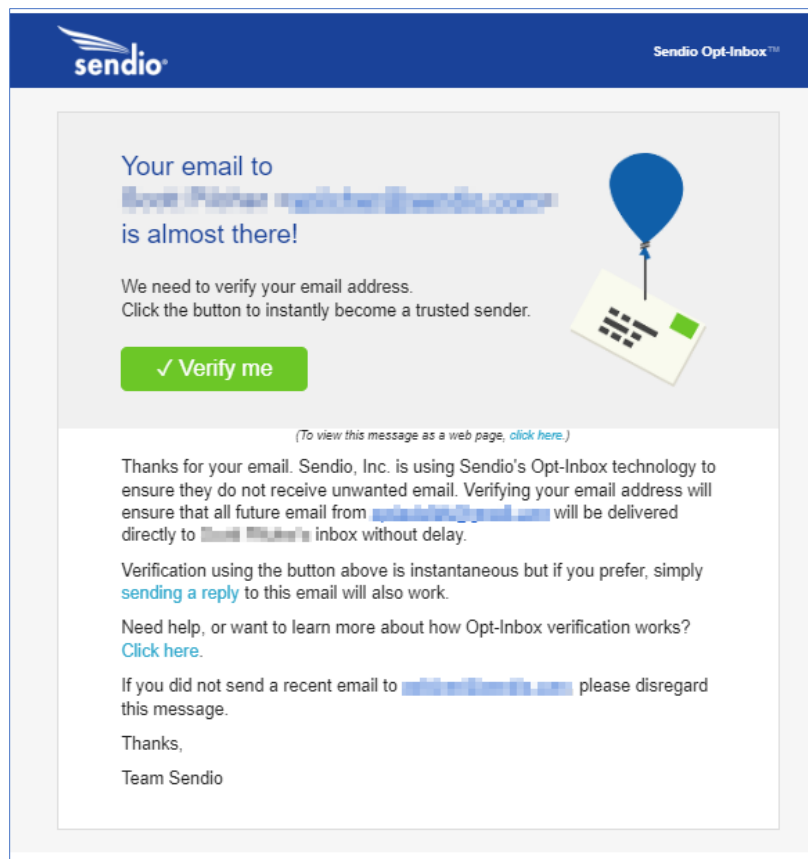 sendio
Sendio Opt-Inbox™
Your email to
is almost there!
We need to verify your email address.
Click the button to instantly become a trusted sender.
✓ Verify me
(To view this message as a web page, click here.)
Thanks for your email. Sendio, Inc. is using Sendio's Opt-Inbox technology to
ensure they do not receive unwanted email. Verifying your email address will
ensure that all future email from will be delivered
directly to inbox without delay.
Verification using the button above is instantaneous but if you prefer, simply
sending a reply to this email will also work.
Need help, or want to learn more about how Opt-Inbox verification works?
Click here.
If you did not send a recent email to please disregard
this message.
Thanks,
Team Sendio